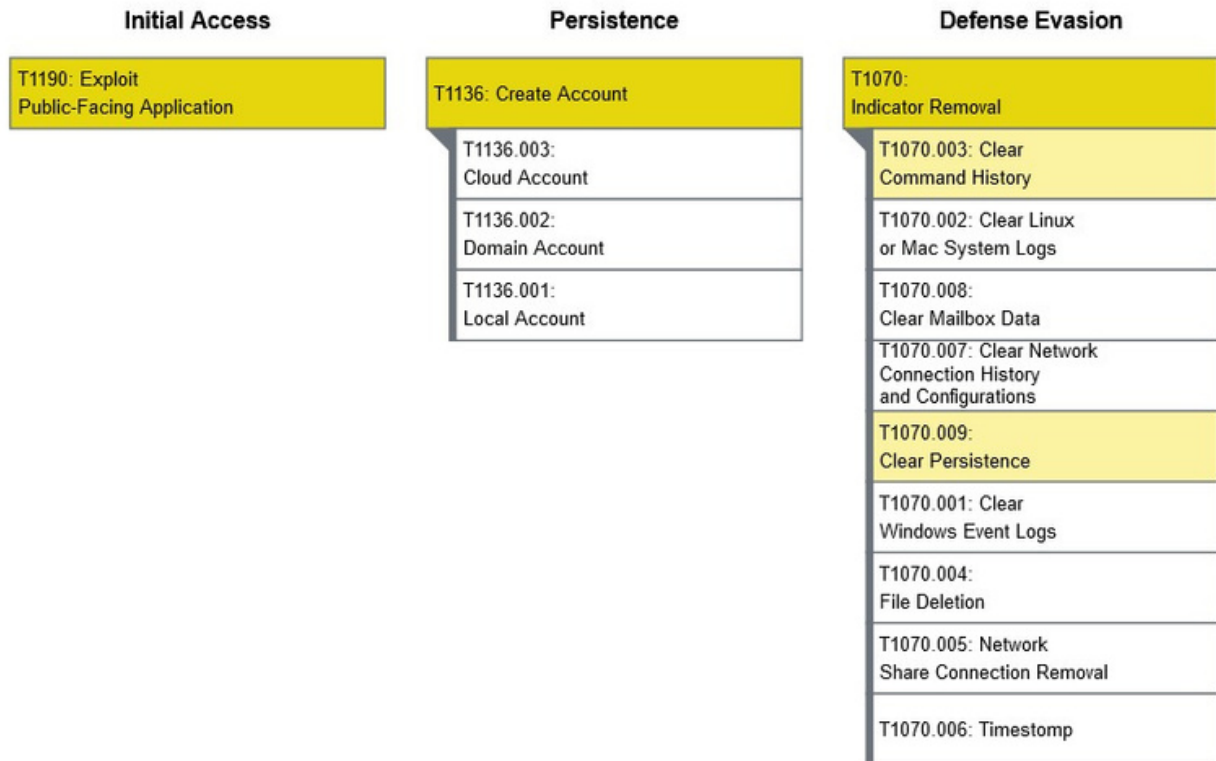 Initial Access
T1190: Exploit
Public-Facing Application
Persistence
T1136: Create Account
T1136.003:
Cloud Account
T1136.002:
Domain Account
T1136.001:
Local Account
Defense Evasion
T1070:
Indicator Removal
T1070.003: Clear
Command History
T1070.002: Clear Linux
or Mac System Logs
T1070.008:
Clear Mailbox Data
T1070.007: Clear Network
Connection History
and Configurations
T1070.009:
Clear Persistence
T1070.001: Clear
Windows Event Logs
T1070.004:
File Deletion
T1070.005: Network
Share Connection Removal
T1070.006: Timestomp